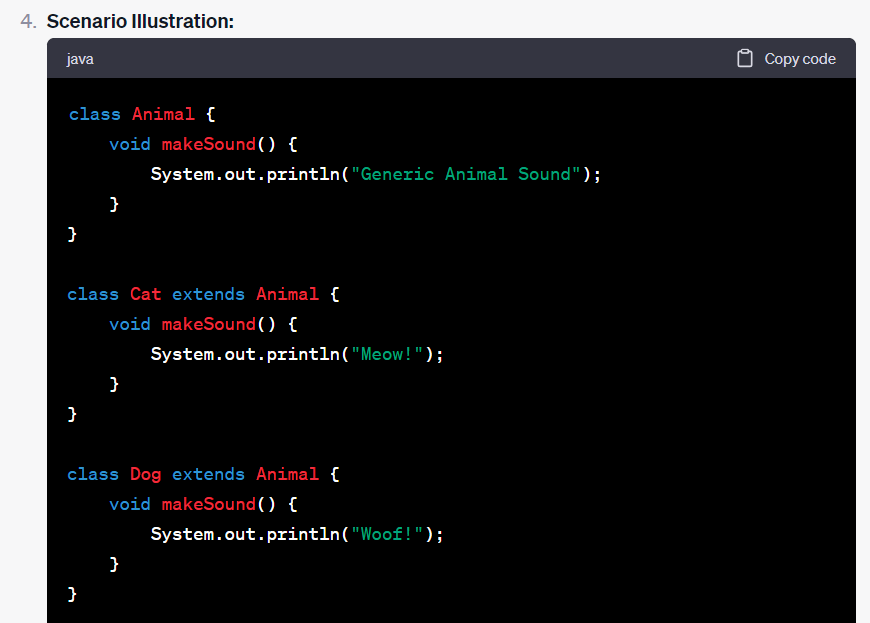 4. Scenario Illustration:
java Copy code
class Animal {
    void makeSound() {
        System.out.println("Generic Animal Sound");
    }
}

class Cat extends Animal {
    void makeSound() {
        System.out.println("Meow!");
    }
}

class Dog extends Animal {
    void makeSound() {
        System.out.println("Woof!");
    }
}